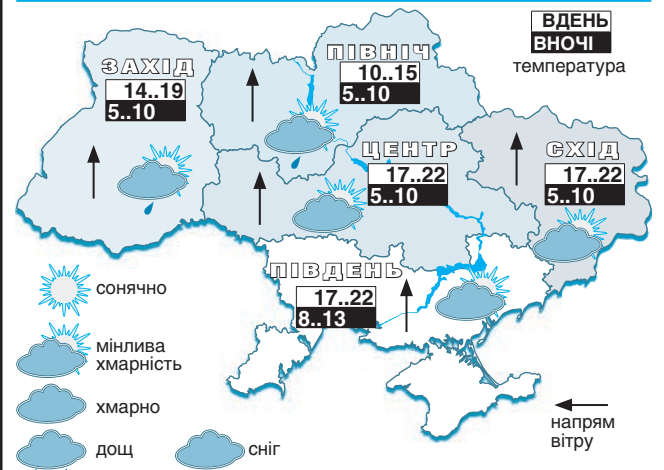 ВДЕНЬ
ВНОЧІ
температура
ЗАХІД
14..19
5..10
ПІВНІЧ
10..15
5..10
ЦЕНТР
17..22
5..10
СХІД
17..22
5..10
ПІВДЕНЬ
17..22
8..13
сонячно
мінлива
хмарність
хмарно
дощ
сніг
напрям
вітру